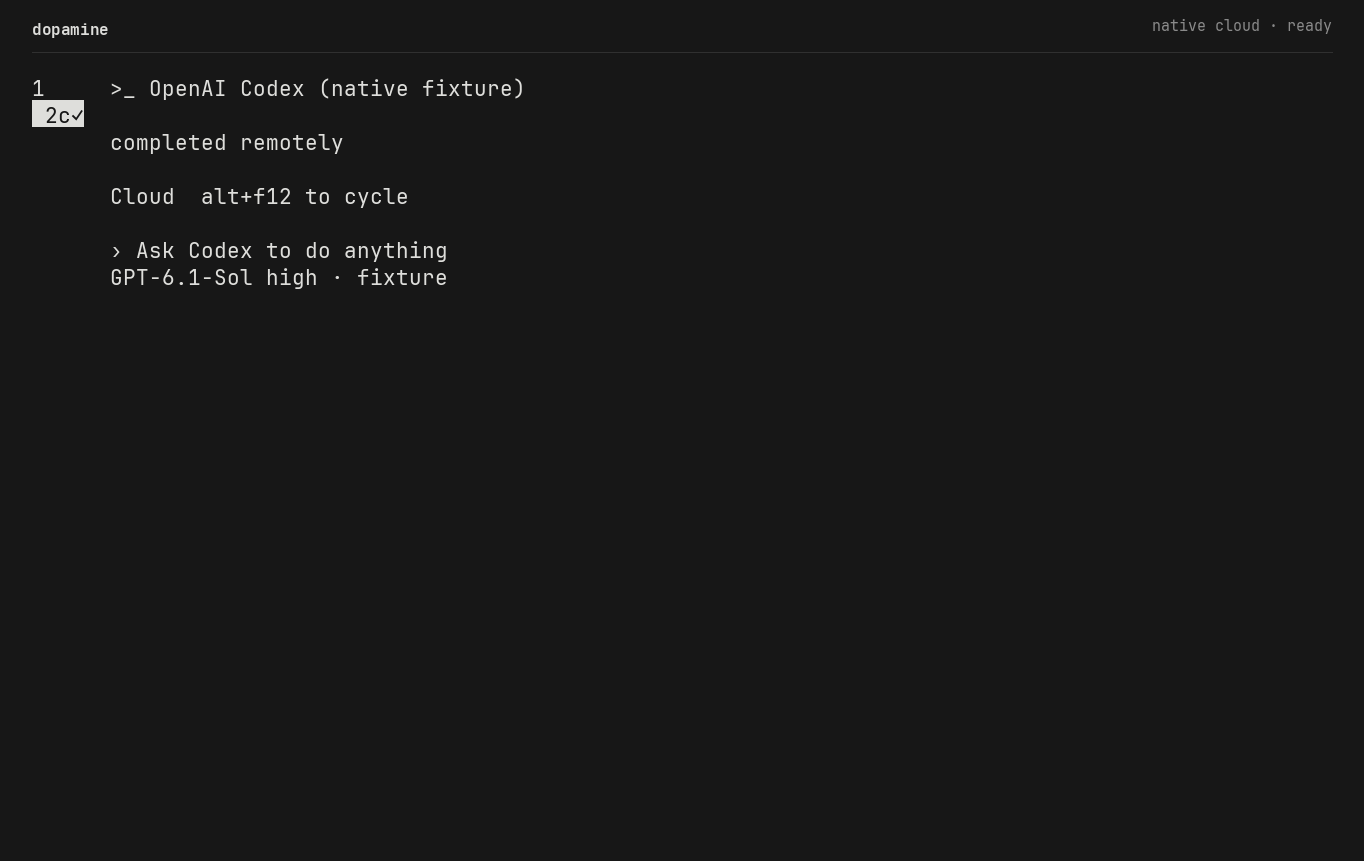 dopamine
native cloud · ready
1 >_ OpenAI Codex (native fixture)
2c✓
completed remotely
Cloud  alt+f12 to cycle
› Ask Codex to do anything
GPT-6.1-Sol high · fixture